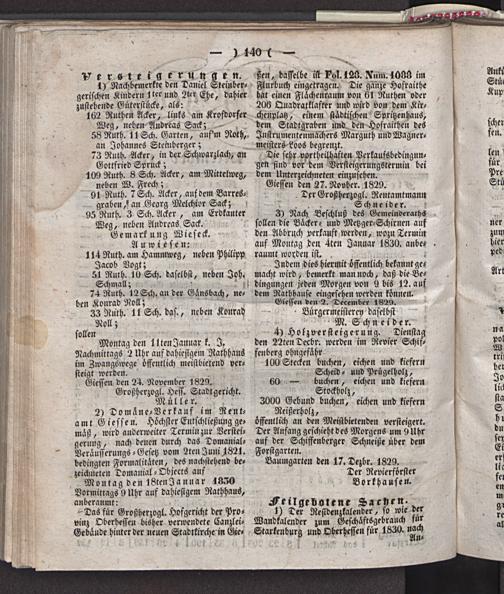 — ) 140 ( —
Versteigerungen.
1) Nachbemerkte den Daniel Steinber-
gerischen Kindern 1ter und 2ter Ehe, dahier
zustehende Güterstücke, als:
162 Ruthen Acker, links am Krofdorfer
Weg, neben Andreas Sack;
58 Ruth. 11 Sch. Garten, auf'm Roth,
an Johannes Steinberger;
73 Ruth. Acker, in der Schwarzlach, an
Gottfried Spruck;
109 Ruth. 8 Sch. Acker, am Mittelweg,
neben W. Frech;
91 Ruth. 7 Sch. Acker, auf dem
graben, an Georg Melchior Sack;
95 Ruth. 3 Sch. Acker, am Erdkauter
Weg, neben Andreas Sack.
Gemarkung Wieseck.
Auwiesen:
114 Ruth. am Hammweg, neben Philipp
Jacob Vogt;
51 Ruth. 10 Sch. daselbst, neben Joh.
Schmall;
74 Ruth. 12 Sch. an der Gänsbach, ne-
ben Konrad Noll;
33 Ruth. 11 Sch. das., neben Konrad
Noll;
sollen
Montag den 11ten Januar k. J.
Nachmittags 2 Uhr auf dahiesigem Rathhaus
im Zwangswege öffentlich meistbietend ver-
steigt werden.
Giessen den 24. November 1829.
Großherzogl. Hess. Stadtgericht.
Müller.
2) Domäne-Verkauf im Rent-
amt Giessen. Höchster Entschließung ge-
mäß, wird anderweiter Termin zur Verstei-
gerung, nach denen durch das Domanial-
Veräusserungs-Gesetz vom 2ten Juni 1821.
bedingten Formalitäten, des nachstehend be-
zeichneten Domanial-Objects auf
Montag den 18ten Januar 1830
Vormittags 9 Uhr auf dahiesigem Rathhaus,
anberaumt:
Das für Großherzogl. Hofgericht der Pro-
vinz Oberhessen bisher verwendete Canzlei-
Gebäude hinter der neuen Stadtkirche in Gie-
ßen, dasselbe ist Fol. 123. Num. 1033 im
Flurbuch eingetragen. Die ganze Hofraithe
hat einen Flächenraum von 61 Ruthen oder
206 Quadratklafter und wird von dem Kir-
chenplatz, einem städtischen Spritzenhaus,
dem Stadtgraben und den Hofraithen des
Instrumentenmachers Marguth und Wagner-
meisters Loos begrenzt.
Die sehr vortheilhaften Verkaufsbedingun-
gen sind vor dem Versteigerungstermin bei
dem Unterzeichneten einzusehen.
Giessen den 27. Novber. 1829.
Der Großherzogl. Rentamtmann
Schneider.
3) Nach Beschluß des Gemeinderaths
sollen die Bäcker- und Metzger-Schirnen auf
den Abbruch verkauft werden, wozu Termin
auf Montag den 4ten Januar 1830. anbe-
raumt worden ist.
Indem dies hiermit öffentlich bekannt ge-
macht wird, bemerkt man noch, daß die Be-
dingungen jeden Morgen von 9 bis 12. auf
dem Rathhause eingesehen werden können.
Giessen den 2. December 1829.
Bürgermeisterey daselbst
M. Schneider.
4) Holzversteigerung. Dienstag
den 22ten Decbr. werden im Revier Schif-
fenberg ohngefähr
100 Stecken buchen, eichen und kiefern
Scheid- und Prügelholz,
60 — buchen, eichen und kiefern
Stockholz,
3000 Gebund buchen, eichen und kiefern
Reiserholz,
öffentlich an den Meistbietenden versteigert.
Der Anfang geschieht des Morgens um 9 Uhr
auf der Schiffenberger Schneiße über dem
Forstgarten.
Baumgarten den 17. Dezbr. 1829.
Der Revierförster
Borkhausen.
Feilgebotene Sachen.
1) Der Residenzkalender, so wie der
Wandkalender zum Geschäftsgebrauch für
Starkenburg und Oberhessen für 1830. nach
An-